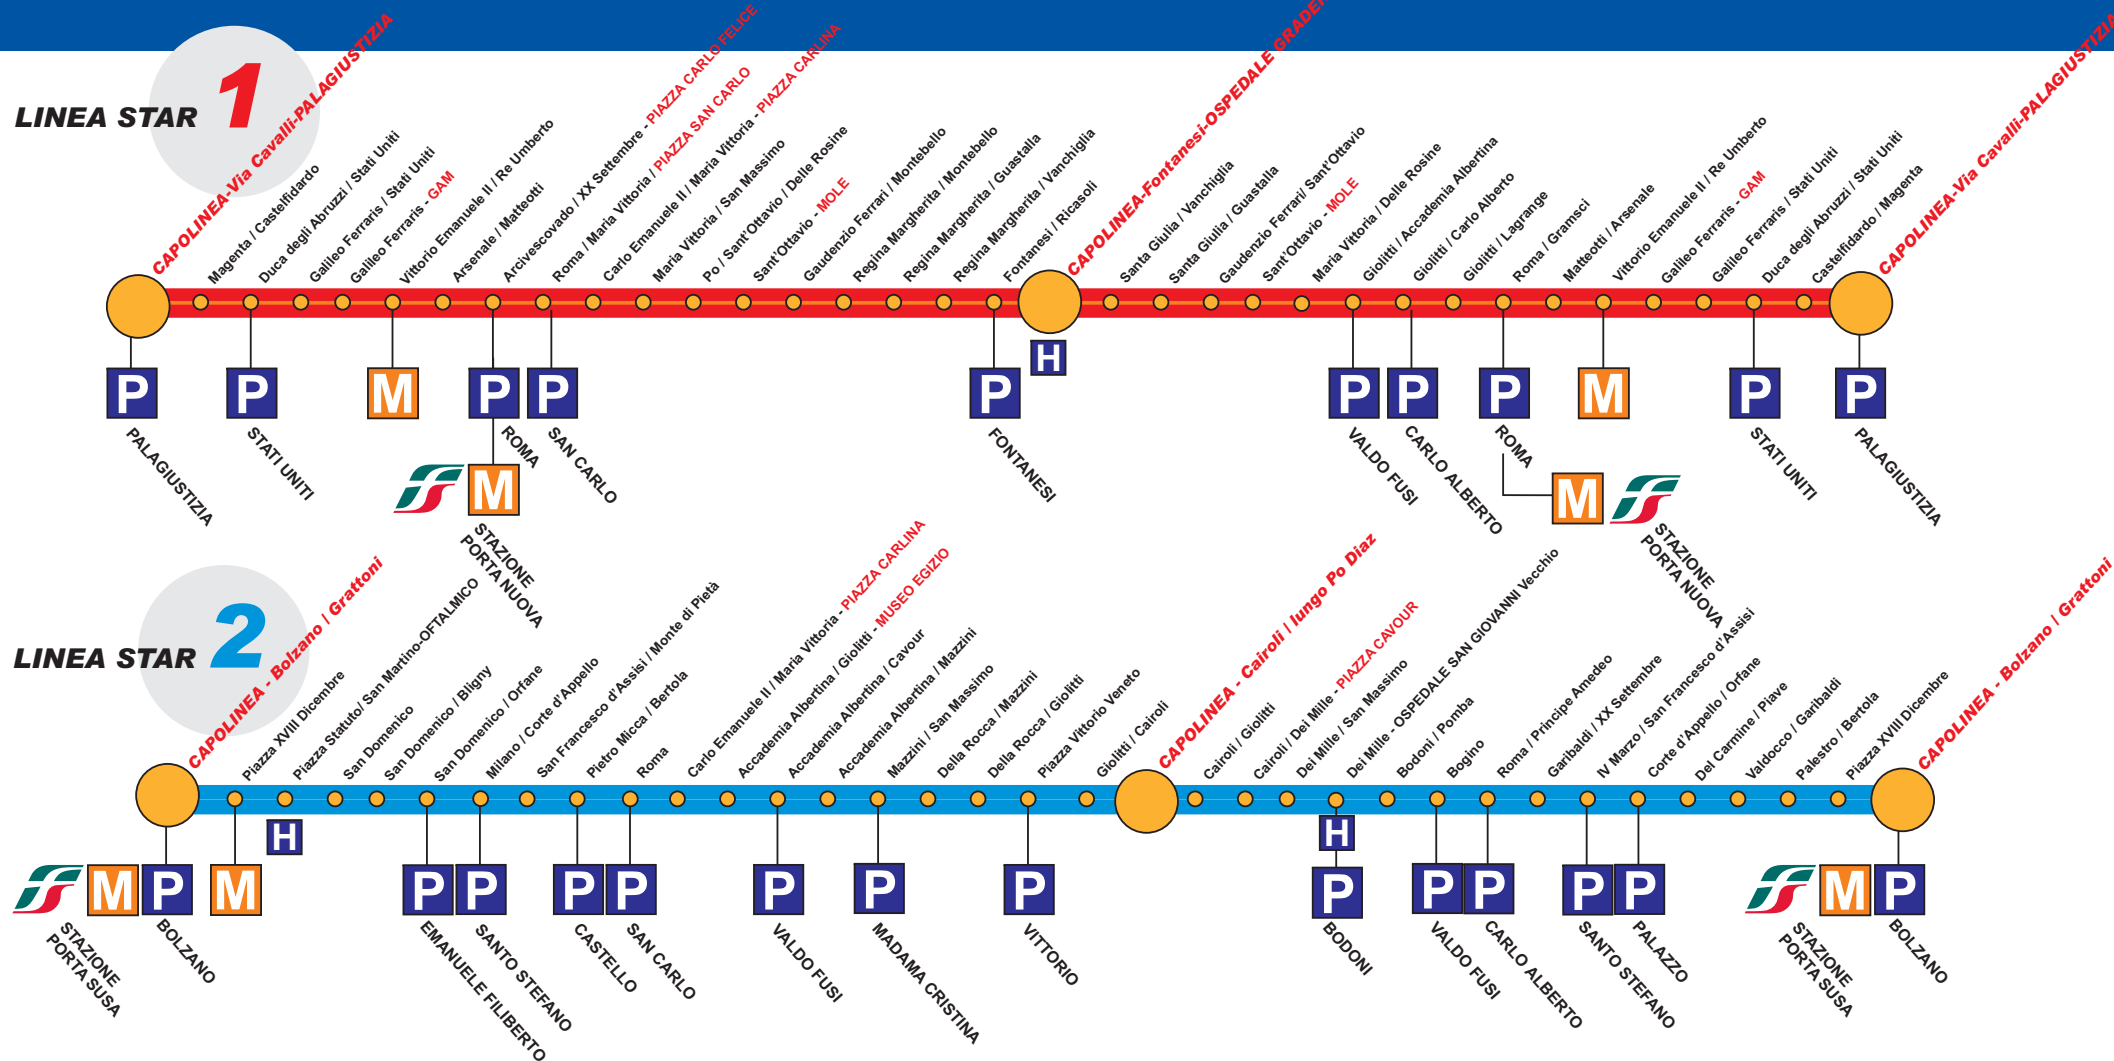 LINEA STAR 1
CAPOLINEA-Via Cavalli-PALAGIUSTIZIA
Magenta / Castelfidardo
Duca degli Abruzzi / Stati Uniti
Galileo Ferraris / Stati Uniti
Galileo Ferraris - GAM
Vittorio Emanuele II / Re Umberto
Arsenale / Matteotti
Arcivescovado / XX Settembre - PIAZZA CARLO FELICE
Roma / Maria Vittoria / PIAZZA SAN CARLO
Carlo Emanuele II / Maria Vittoria - PIAZZA CARLINA
Maria Vittoria / San Massimo
Po / Sant'Ottavio / Delle Rosine
Sant'Ottavio - MOLE
Gaudenzio Ferrari / Montebello
Regina Margherita / Montebello
Regina Margherita / Guastalla
Regina Margherita / Vanchiglia
Fontanesi / Ricasoli
CAPOLINEA-Fontanesi-OSPEDALE
Santa Giulia / Vanchiglia
Santa Giulia / Guastalla
Gaudenzio Ferrari/ Sant'Ottavio
Sant'Ottavio - MOLE
Maria Vittoria / Delle Rosine
Giolitti / Accademia Albertina
Giolitti / Carlo Alberto
Giolitti / Lagrange
Roma / Gramsci
Matteotti / Arsenale
Vittorio Emanuele II / Re Umberto
Galileo Ferraris - GAM
Galileo Ferraris / Stati Uniti
Duca degli Abruzzi / Stati Uniti
Castelfidardo / Magenta
CAPOLINEA-Via Cavalli-PALAGIUSTIZIA
H
P
P
M
P
P
P
P
P
P
M
P
P
PALAGIUSTIZIA
STATI UNITI
ROMA
SAN CARLO
FONTANESI
VALDO FUSI
CARLO ALBERTO
ROMA
STATI UNITI
PALAGIUSTIZIA
M
STAZIONE
PORTA NUOVA
M
STAZIONE
PORTA NUOVA
LINEA STAR 2
CAPOLINEA - Bolzano / Grattoni
Piazza XVIII Dicembre
Piazza Statuto/ San Martino-OFTALMICO
San Domenico
San Domenico / Bligny
San Domenico / Orfane
Milano / Corte d'Appello
San Francesco d'Assisi / Monte di Pietà
Pietro Micca / Bertola
Roma
Carlo Emanuele II / Maria Vittoria - PIAZZA CARLINA
Accademia Albertina / Giolitti - MUSEO EGIZIO
Accademia Albertina / Cavour
Accademia Albertina / Mazzini
Mazzini / San Massimo
Della Rocca / Mazzini
Della Rocca / Giolitti
Piazza Vittorio Veneto
Giolitti / Cairoli
CAPOLINEA - Cairoli / lungo Po Diaz
Cairoli / Giolitti
Cairoli / Dei Mille - PIAZZA CAVOUR
Dei Mille / San Massimo
Dei Mille - OSPEDALE SAN GIOVANNI Vecchio
Bodoni / Pomba
Bogino
Roma / Principe Amedeo
Garibaldi / XX Settembre
IV Marzo / San Francesco d'Assisi
Corte d'Appello / Orfane
Del Carmine / Piave
Valdocco / Garibaldi
Palestro / Bertola
Piazza XVIII Dicembre
CAPOLINEA - Bolzano / Grattoni
H
H
M
P
M
P
P
P
P
P
P
P
P
P
P
P
P
M
P
STAZIONE
PORTA SUSA
BOLZANO
EMANUELE FILIBERTO
SANTO STEFANO
CASTELLO
SAN CARLO
VALDO FUSI
MADAMA CRISTINA
VITTORIO
BODONI
VALDO FUSI
CARLO ALBERTO
SANTO STEFANO
PALAZZO
STAZIONE
PORTA SUSA
BOLZANO